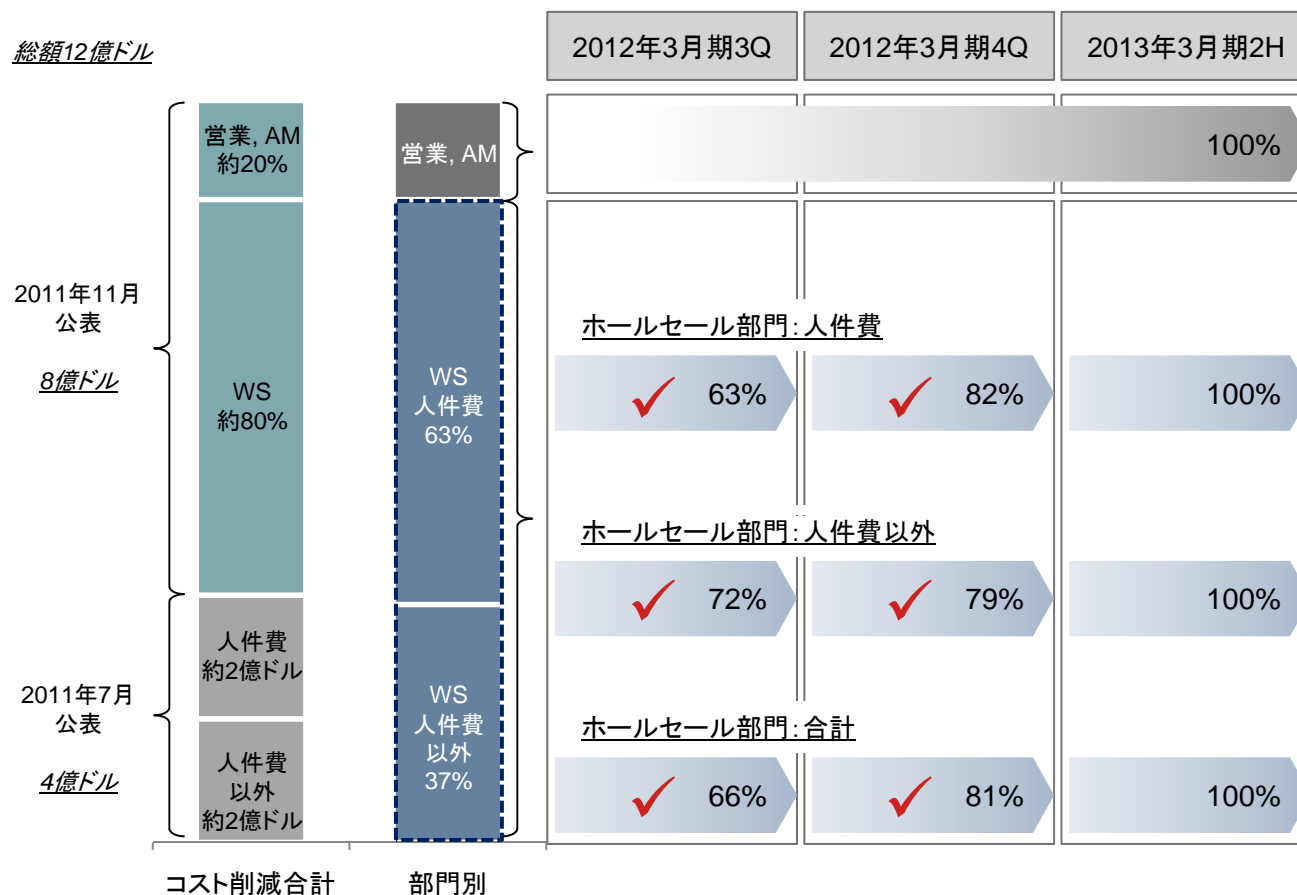 総額12億ドル
2012年3月期3Q
2012年3月期4Q
2013年3月期2H
営業, AM
約20%
営業, AM
100%
2011年11月
公表
8億ドル
WS
約80%
WS
人件費
63%
ホールセール部門:人件費
63%
82%
100%
ホールセール部門:人件費以外
72%
79%
100%
2011年7月
公表
4億ドル
人件費
約2億ドル
人件費
以外
約2億ドル
WS
人件費
以外
37%
ホールセール部門:合計
66%
81%
100%
コスト削減合計
部門別